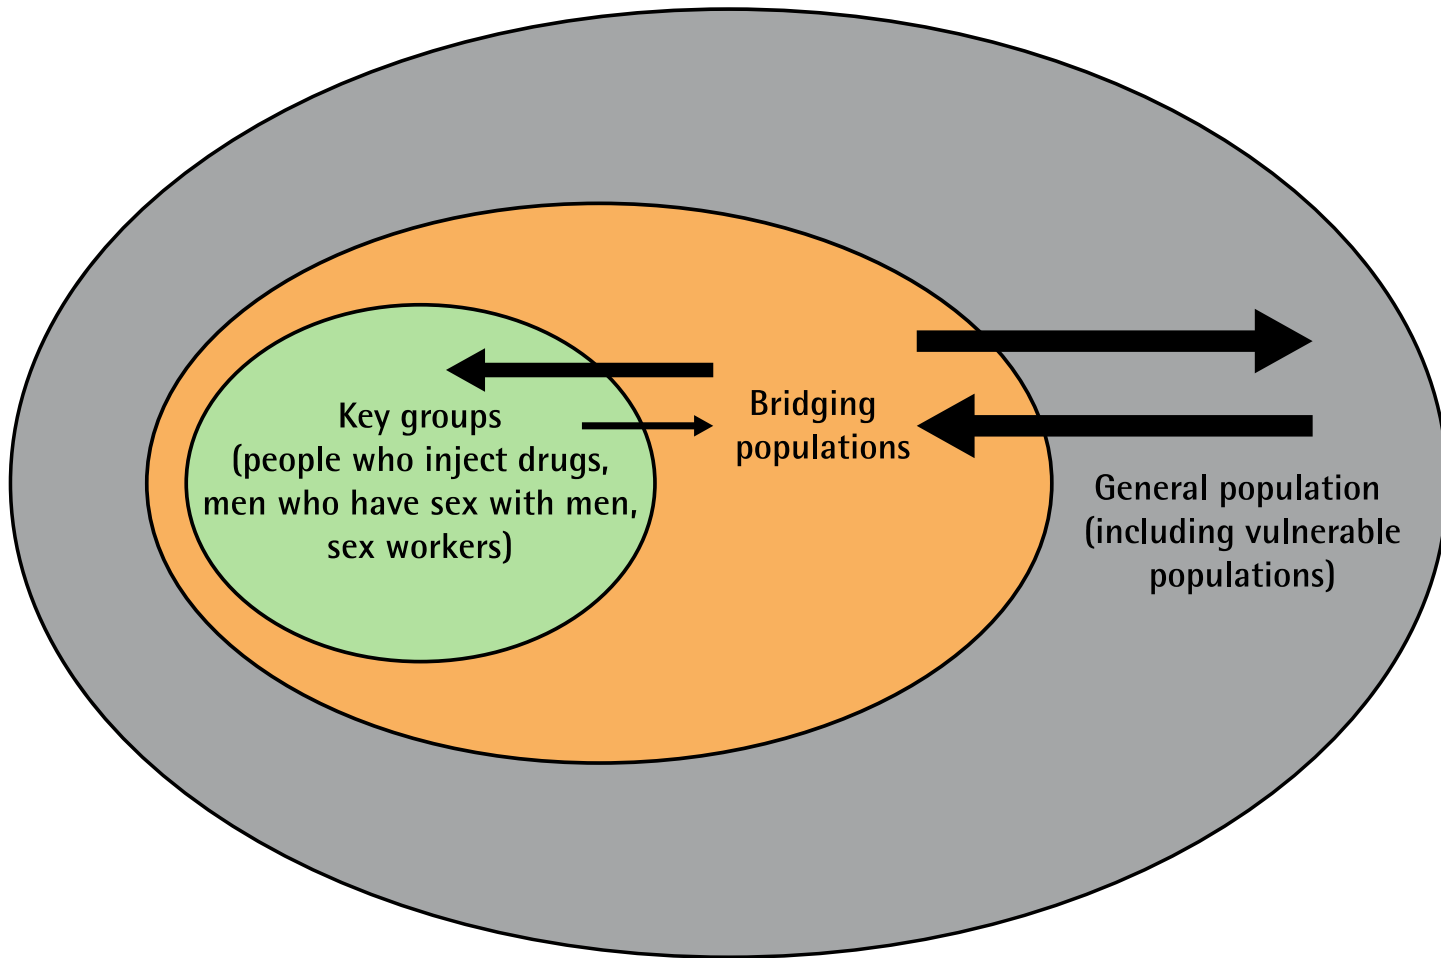 Key groups
(people who inject drugs,
men who have sex with men,
sex workers)
Bridging
populations
General population
(including vulnerable
populations)